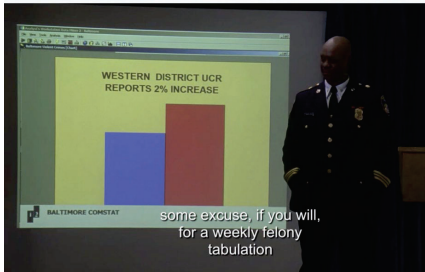 WESTERN DISTRICT UCR
REPORTS 2% INCREASE
BALTIMORE COMSTAT
some excuse, if you will,
for a weekly felony
tabulation